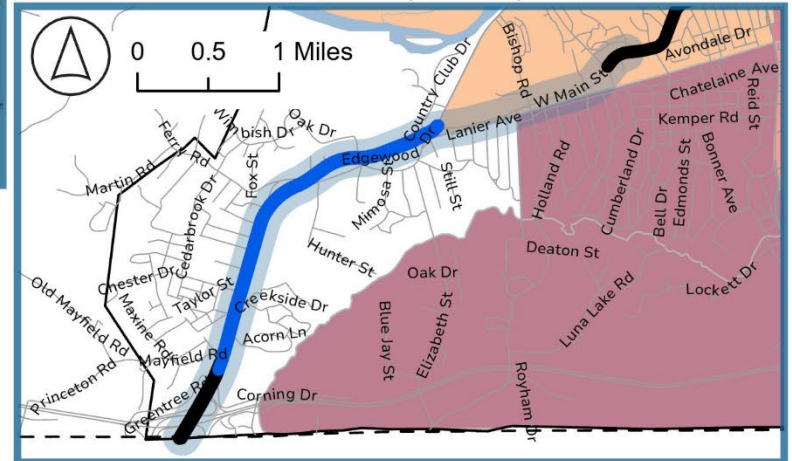 0 0.5 1 Miles
Country Club Dr
Bishop Rd
W Main St
Avondale Dr
Chatelaine Ave
Reid St
Kemper Rd
Lanier Ave
Oak Dr
Ferry Rd
Martin Rd
Fox St
Edgewood Dr
Mimosa St
Still St
Holland Rd
Cumberland Dr
Bell Dr
Edmonds St
Bonner Ave
Cedarbrook Dr
Hunter St
Deaton St
Oak Dr
Chester Dr
Taylor St
Creekside Dr
Old Mayfield Rd
Maxine Rd
Acorn Ln
Blue Jay St
Elizabeth St
Luna Lake Rd
Lockett Dr
Mayfield Rd
Princeton Rd
Greentree Rd
Corning Dr
Royham Dr